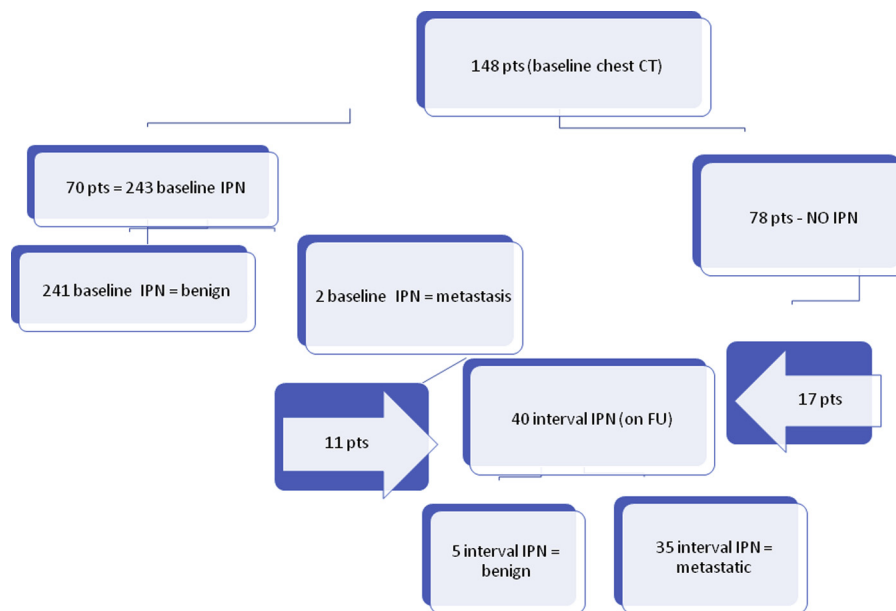 148 pts (baseline chest CT)
70 pts = 243 baseline IPN
78 pts - NO IPN
241 baseline IPN = benign
2 baseline IPN = metastasis
11 pts
40 interval IPN (on FU)
17 pts
5 interval IPN =
benign
35 interval IPN =
metastatic